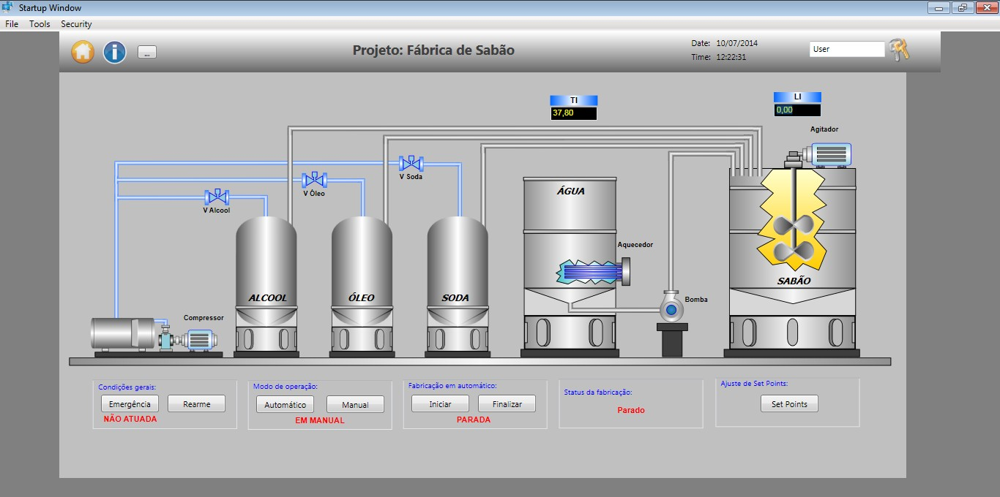 Startup Window
File Tools Security
...
Projeto: Fábrica de Sabão
Date: 10/07/2014
Time: 12:22:31
User
TI
37,80
LI
0,00
Agitador
V Soda
V Óleo
V Alcool
ÁGUA
Aquecedor
SABÃO
ALCOOL
ÓLEO
SODA
Bomba
Compressor
Condições gerais:
Emergência Rearme
NÃO ATUADA
Modo de operação:
Automático Manual
EM MANUAL
Fabricação em automático:
Iniciar Finalizar
PARADA
Status da fabricação:
Parado
Ajuste de Set Points:
Set Points